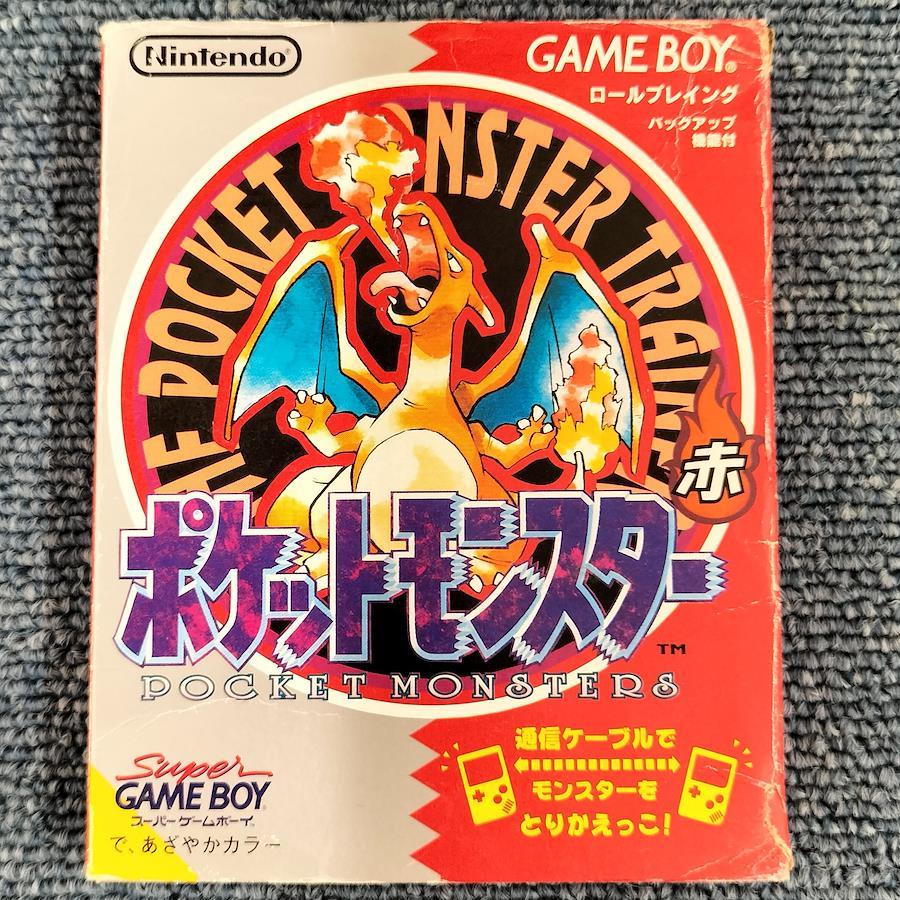 Nintendo®
GAME BOY®
ロールプレイング
バックアップ
機能付
THE POCKET MONSTER TRAINER
赤
ポケットモンスター
TM
POCKET MONSTERS
通信ケーブルで
モンスターを
とりかえっこ!
Super
GAME BOY
スーパーゲームボーイ
で、あざやかカラー